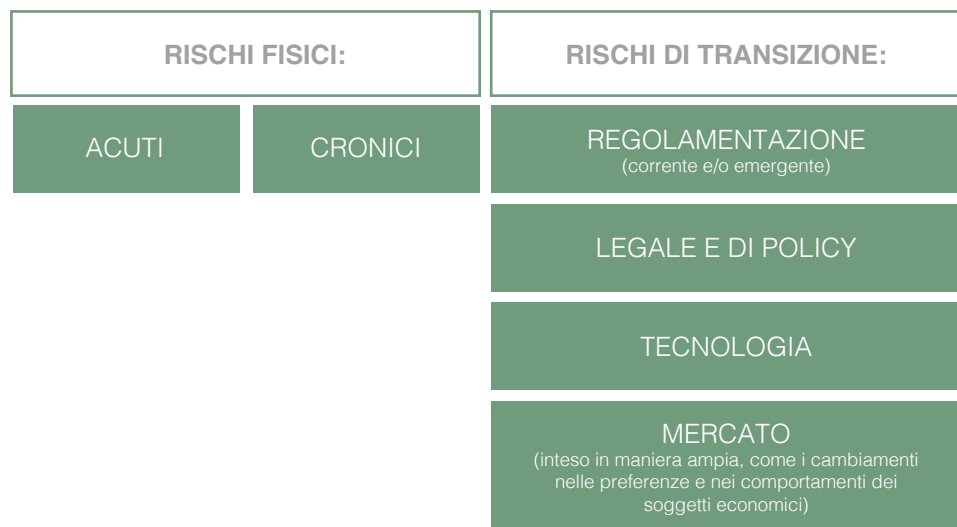 RISCHI FISICI:
RISCHI DI TRANSIZIONE:
ACUTI
CRONICI
REGOLAMENTAZIONE
(corrente e/o emergente)
LEGALE E DI POLICY
TECNOLOGIA
MERCATO
(inteso in maniera ampia, come i cambiamenti
nelle preferenze e nei comportamenti dei
soggetti economici)